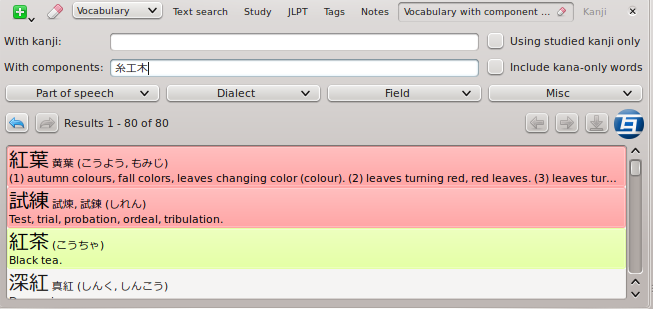 Vocabulary Text search Study JLPT Tags Notes Vocabulary with component ... Kanji
With kanji: Using studied kanji only
With components: 糸工木 Include kana-only words
Part of speech Dialect Field Misc
Results 1 - 80 of 80 互
紅葉 黄葉 (こうよう, もみじ)
(1) autumn colours, fall colors, leaves changing color (colour). (2) leaves turning red, red leaves. (3) leaves tur...
試練 試煉, 試錬 (しれん)
Test, trial, probation, ordeal, tribulation.
紅茶 (こうちゃ)
Black tea.
深紅 真紅 (しんく, しんこう)